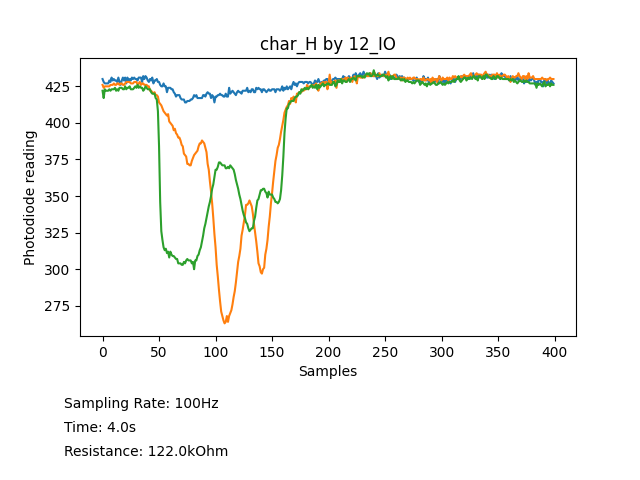 char_H by 12_IO
Photodiode reading
425
400
375
350
325
300
275
0 50 100 150 200 250 300 350 400
Samples
Sampling Rate: 100Hz
Time: 4.0s
Resistance: 122.0kOhm